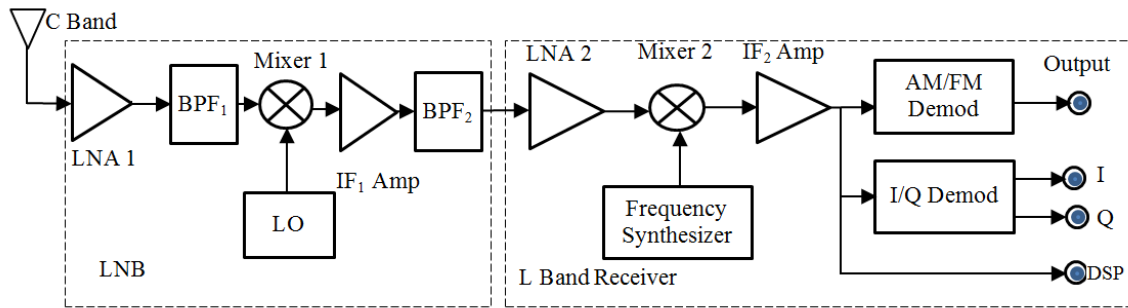 C Band
LNA 1
BPF₁
Mixer 1
LO
IF₁ Amp
BPF₂
LNB
LNA 2
Mixer 2
Frequency
Synthesizer
IF₂ Amp
AM/FM
Demod
Output
I/Q Demod
I
Q
DSP
L Band Receiver